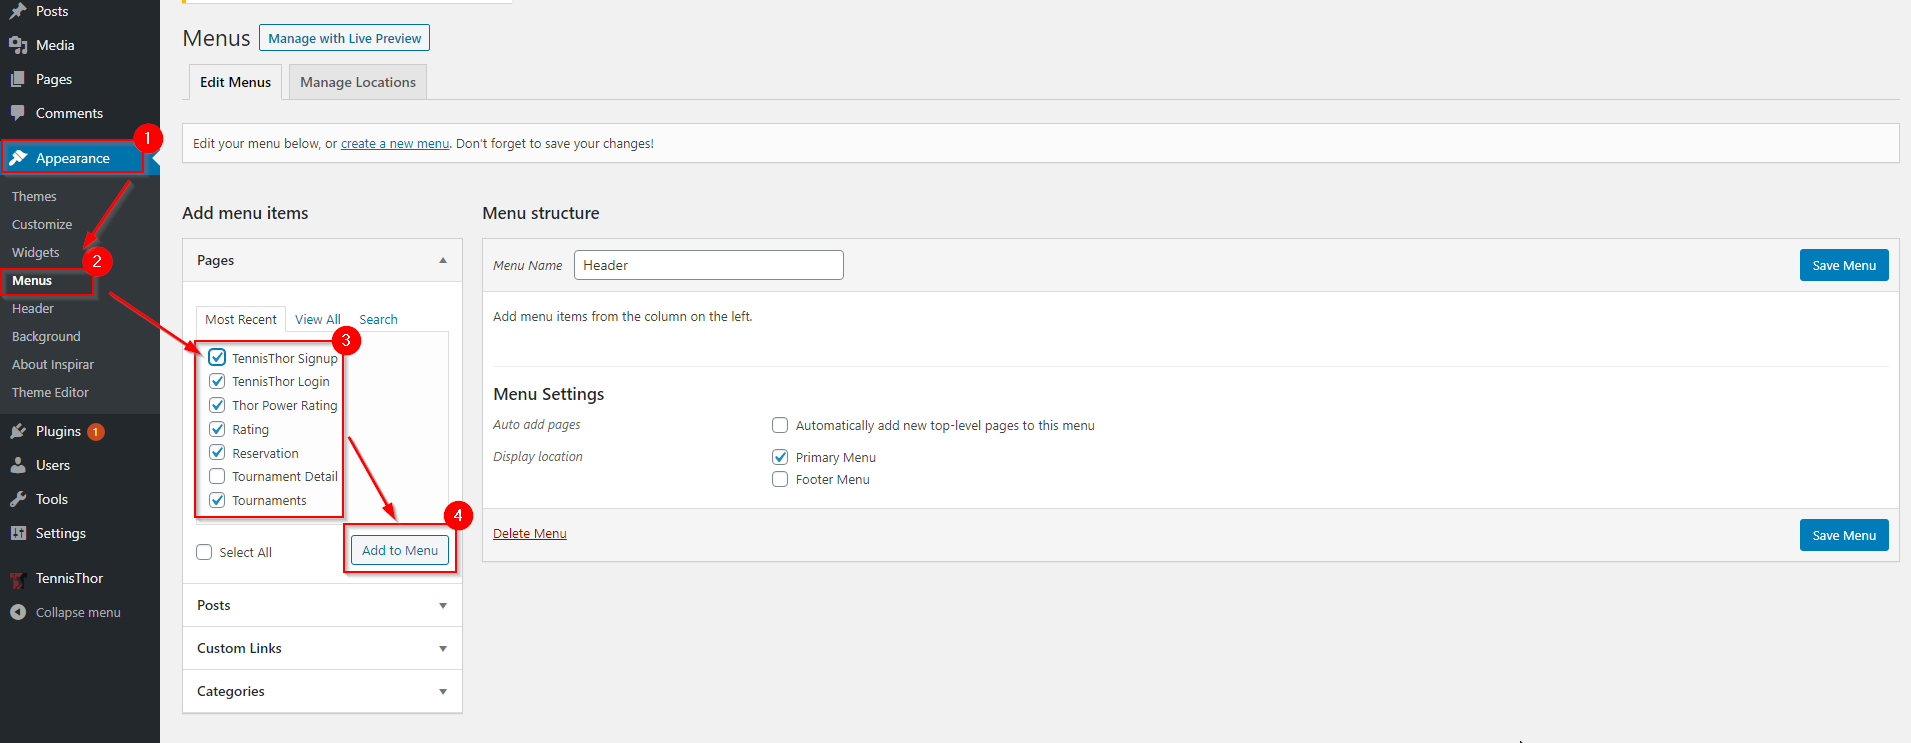 Posts
Media
Pages
Comments
1
Appearance
Themes
Customize
Widgets
2
Menus
Header
Background
About Inspirar
Theme Editor
Plugins 1
Users
Tools
Settings
TennisThor
Collapse menu
Menus Manage with Live Preview
Edit Menus Manage Locations
Edit your menu below, or create a new menu. Don't forget to save your changes!
Add menu items
Pages
Most Recent View All Search
3
TennisThor Signup
TennisThor Login
Thor Power Rating
Rating
Reservation
Tournament Detail
Tournaments
4
Select All Add to Menu
Posts
Custom Links
Categories
Menu structure
Menu Name Header Save Menu
Add menu items from the column on the left.
Menu Settings
Auto add pages Automatically add new top-level pages to this menu
Display location Primary Menu
Footer Menu
Delete Menu Save Menu